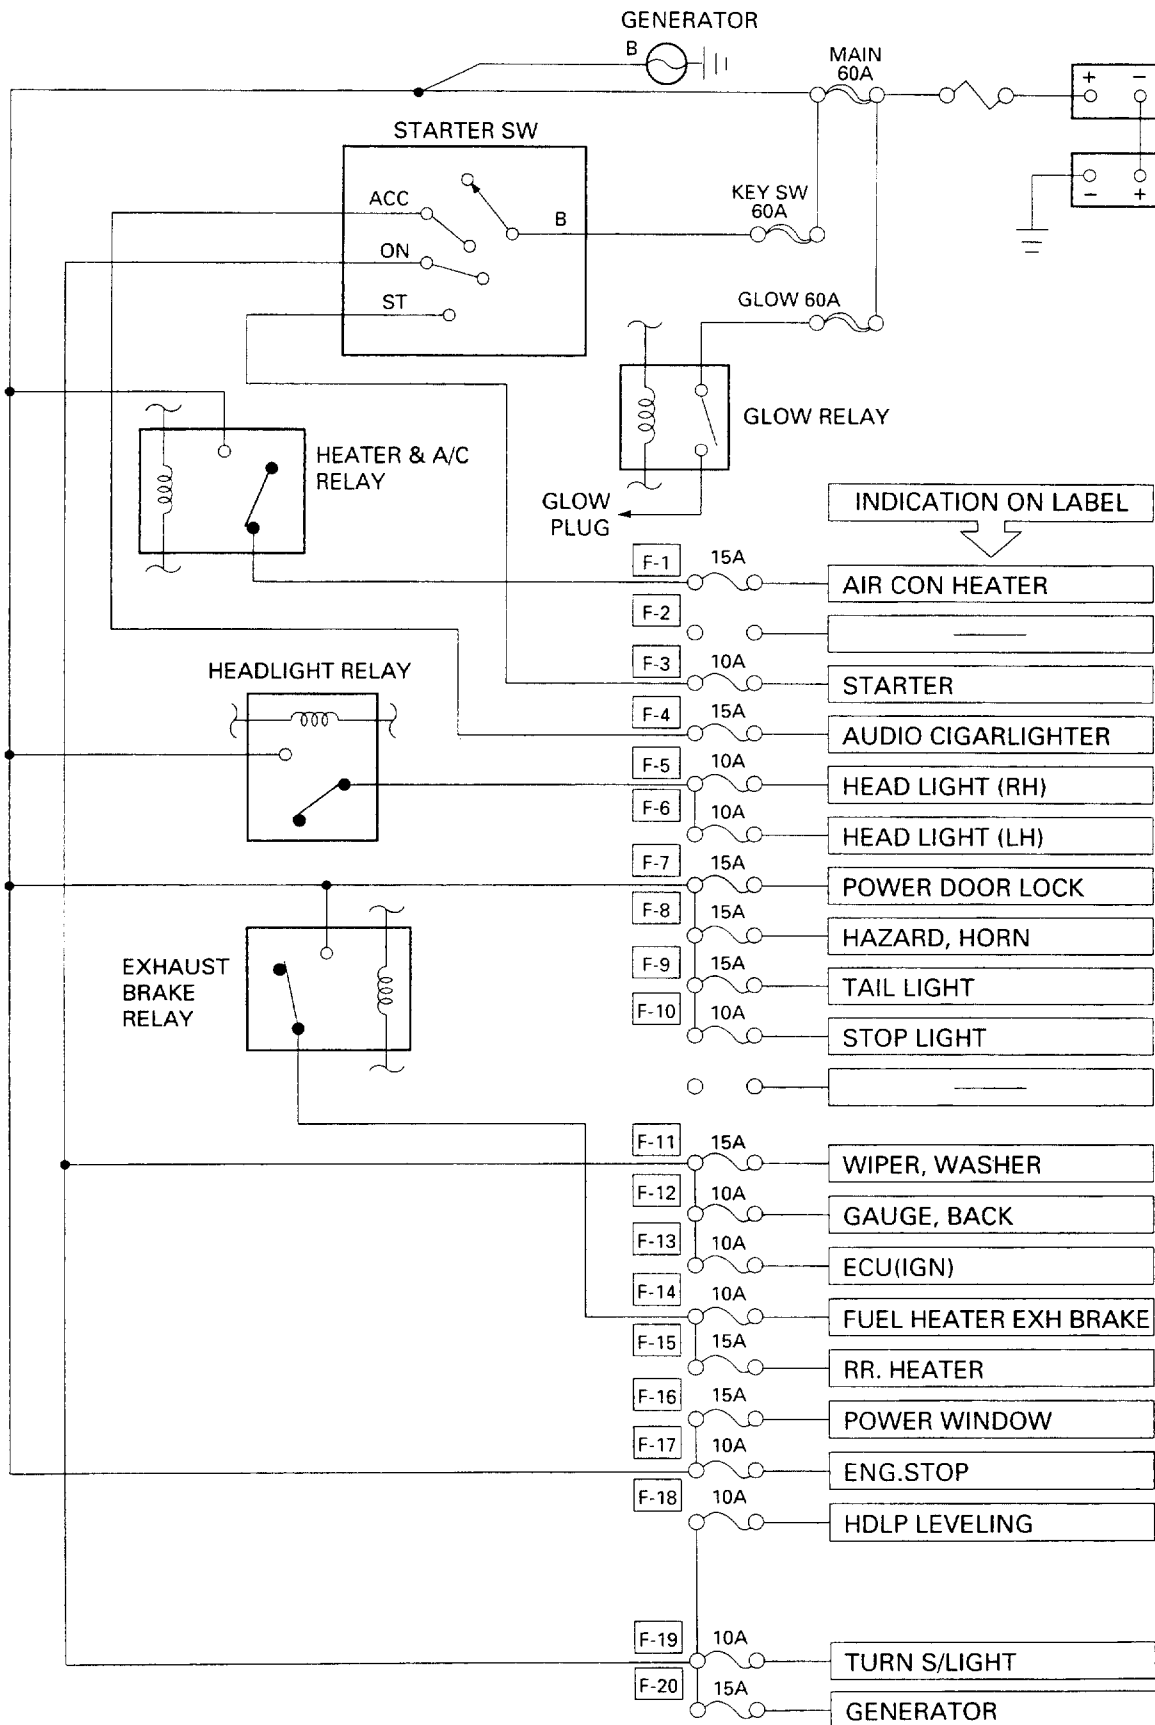 GENERATOR
B
MAIN
60A
+ −
− +
STARTER SW
ACC
B
ON
ST
KEY SW
60A
GLOW 60A
GLOW RELAY
GLOW
PLUG
HEATER & A/C
RELAY
INDICATION ON LABEL
F-1 15A AIR CON HEATER
F-2 ——
F-3 10A STARTER
HEADLIGHT RELAY
F-4 15A AUDIO CIGARLIGHTER
F-5 10A HEAD LIGHT (RH)
F-6 10A HEAD LIGHT (LH)
F-7 15A POWER DOOR LOCK
F-8 15A HAZARD, HORN
EXHAUST
BRAKE
RELAY
F-9 15A TAIL LIGHT
F-10 10A STOP LIGHT
——
F-11 15A WIPER, WASHER
F-12 10A GAUGE, BACK
F-13 10A ECU(IGN)
F-14 10A FUEL HEATER EXH BRAKE
F-15 15A RR. HEATER
F-16 15A POWER WINDOW
F-17 10A ENG.STOP
F-18 10A HDLP LEVELING
F-19 10A TURN S/LIGHT
F-20 15A GENERATOR